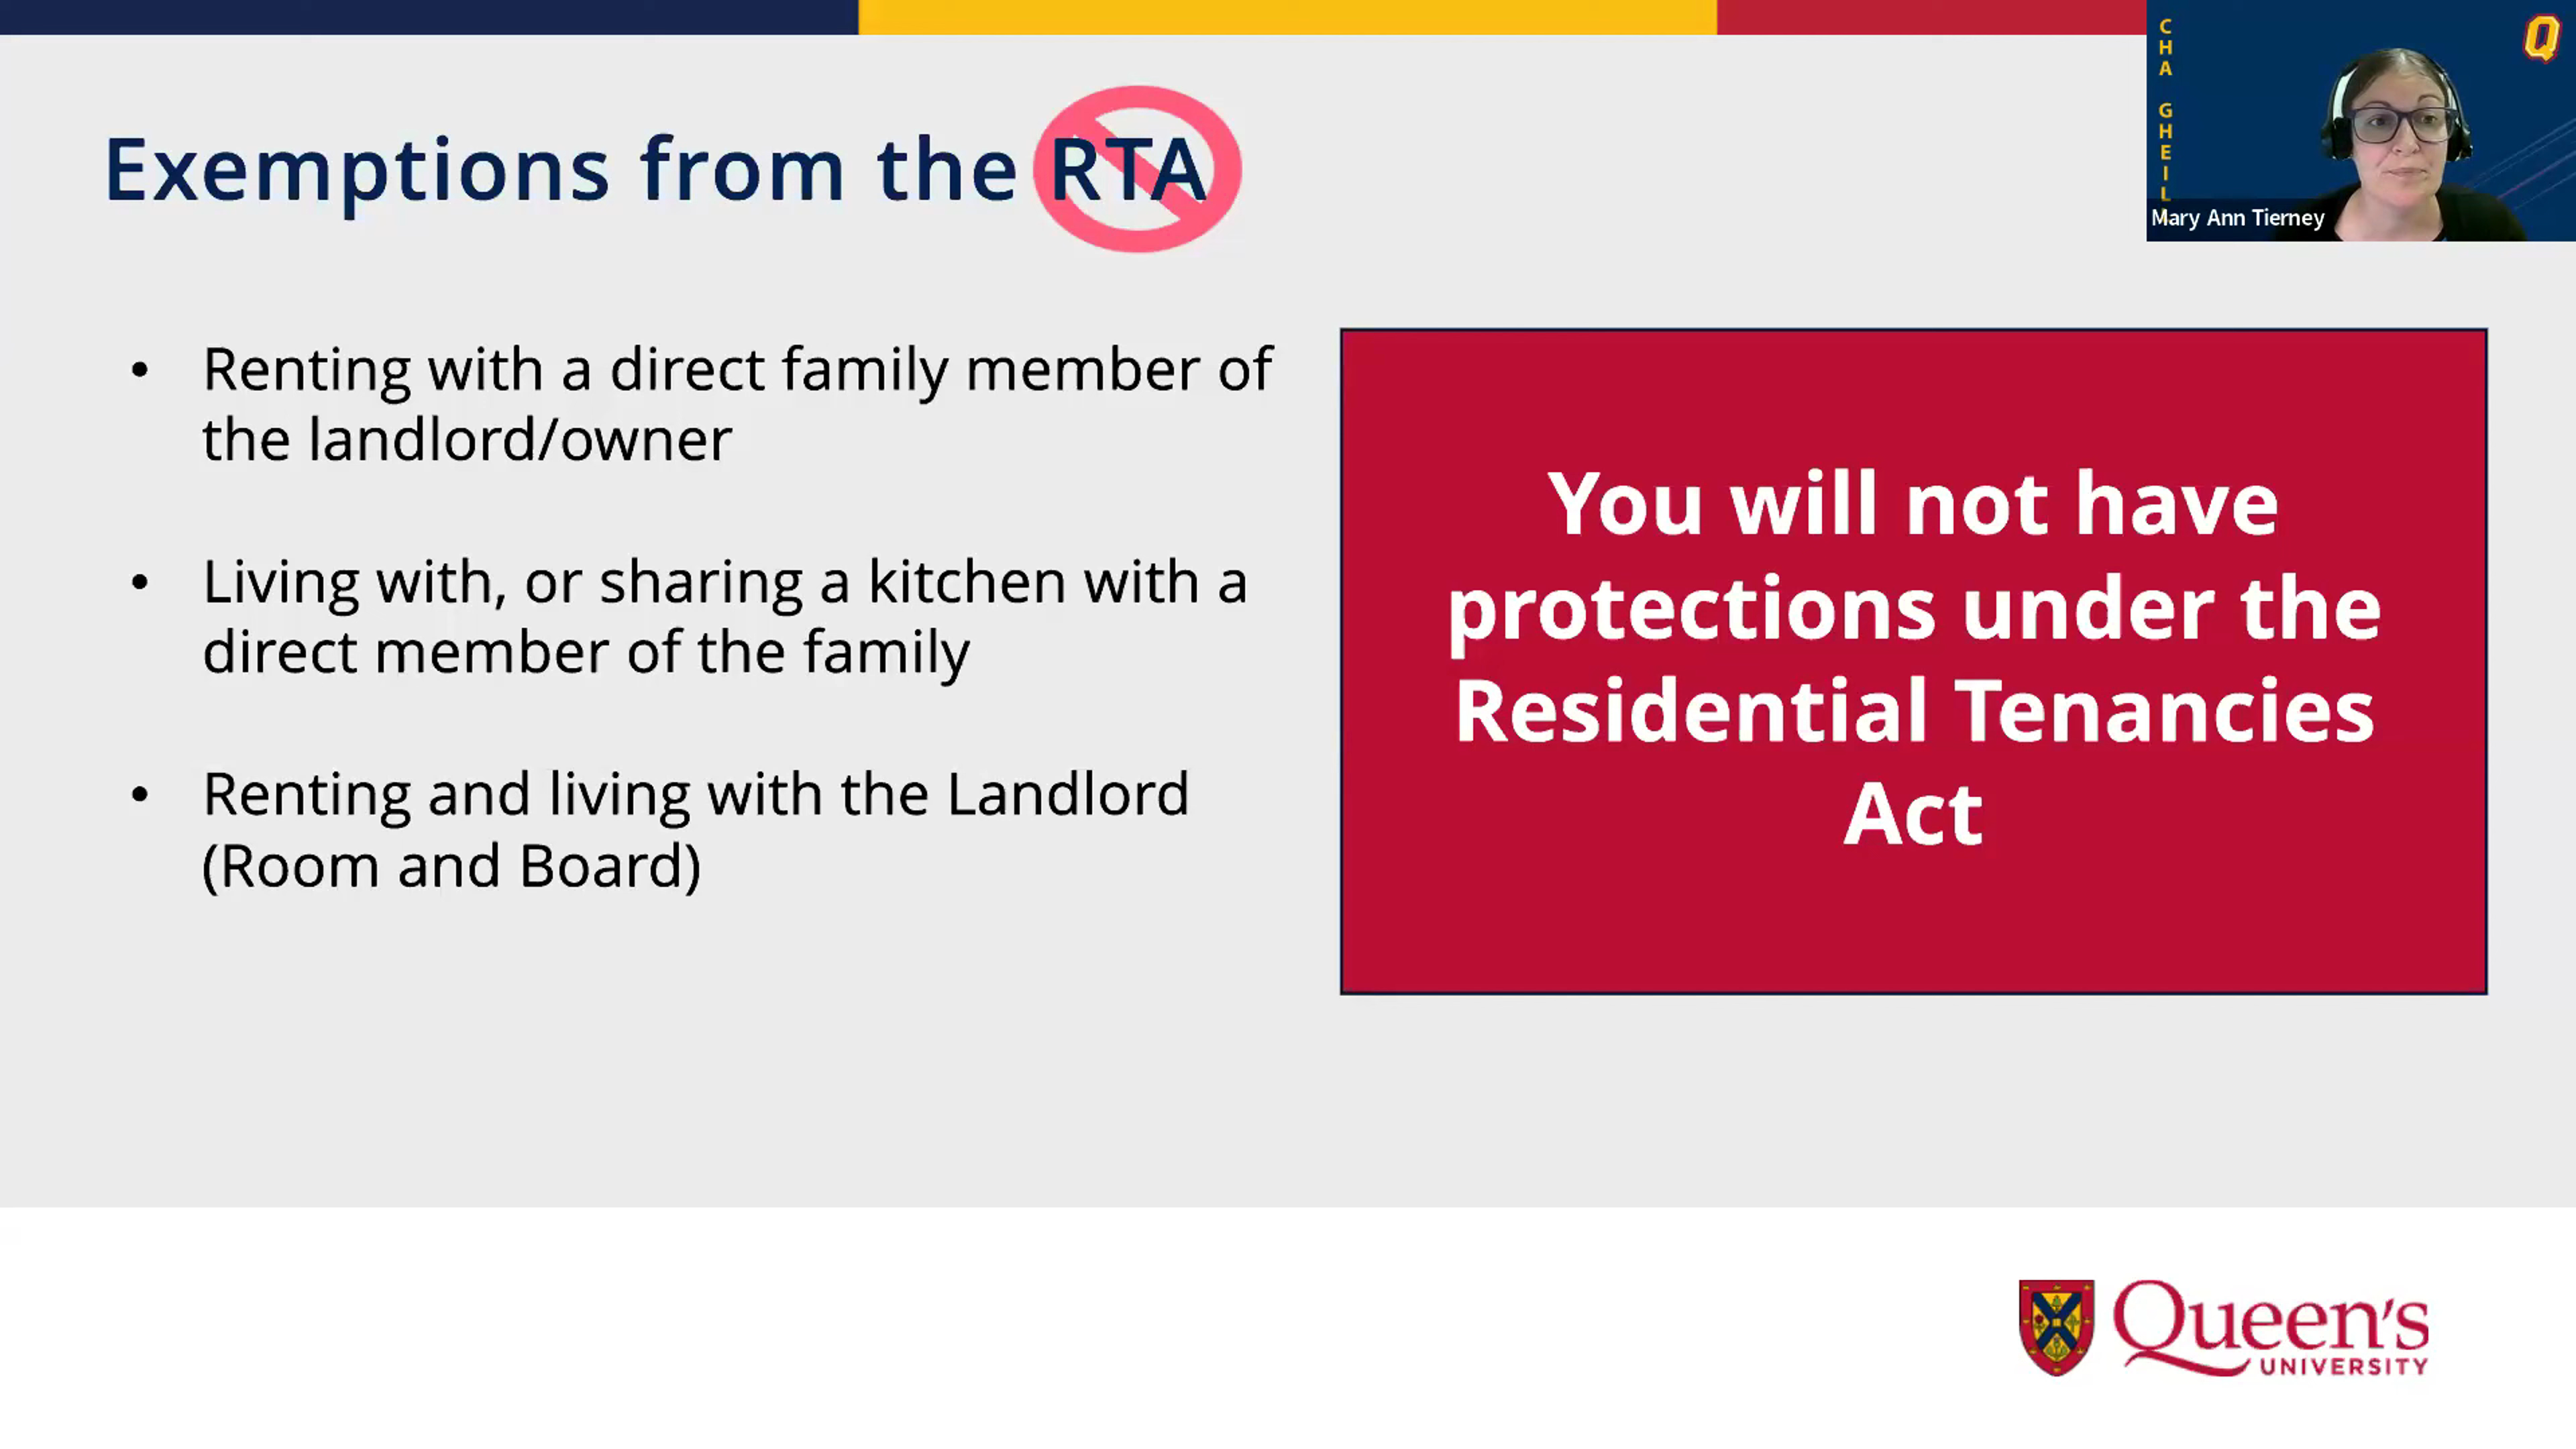 Exemptions from the RTA
• Renting with a direct family member of
the landlord/owner
• Living with, or sharing a kitchen with a
direct member of the family
• Renting and living with the Landlord
(Room and Board)
You will not have
protections under the
Residential Tenancies
Act
CHA GHEIL
Q
Mary Ann Tierney
Queen's
UNIVERSITY